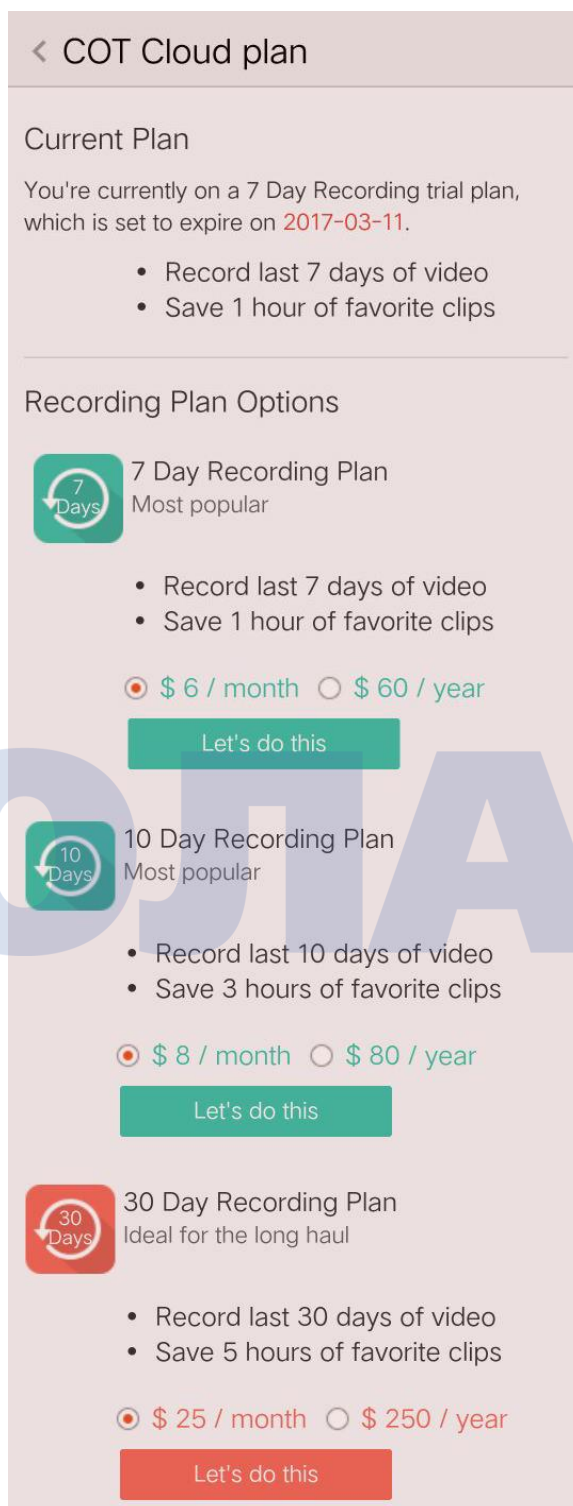 COT Cloud plan
Current Plan
You're currently on a 7 Day Recording trial plan,
which is set to expire on 2017-03-11.
• Record last 7 days of video
• Save 1 hour of favorite clips
Recording Plan Options
7 Days
7 Day Recording Plan
Most popular
• Record last 7 days of video
• Save 1 hour of favorite clips
$ 6 / month $ 60 / year
Let's do this
10 Days
10 Day Recording Plan
Most popular
• Record last 10 days of video
• Save 3 hours of favorite clips
$ 8 / month $ 80 / year
Let's do this
30 Days
30 Day Recording Plan
Ideal for the long haul
• Record last 30 days of video
• Save 5 hours of favorite clips
$ 25 / month $ 250 / year
Let's do this